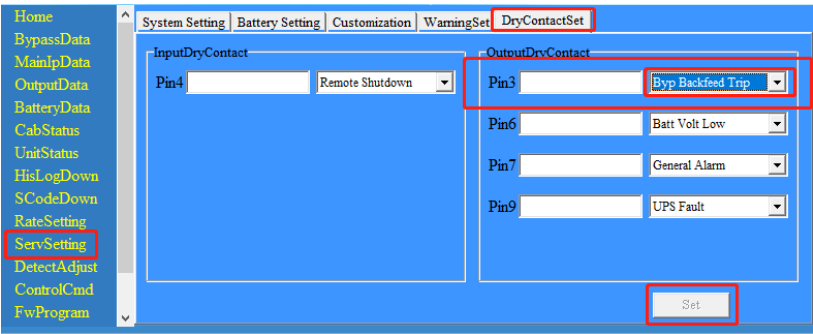 Home
BypassData
MainIpData
OutputData
BatteryData
CabStatus
UnitStatus
HisLogDown
SCodeDown
RateSetting
ServSetting
DetectAdjust
ControlCmd
FwProgram
System Setting Battery Setting Customization WarningSet DryContactSet
InputDryContact
Pin4 Remote Shutdown
OutputDryContact
Pin3 Byp Backfeed Trip
Pin6 Batt Volt Low
Pin7 General Alarm
Pin9 UPS Fault
Set